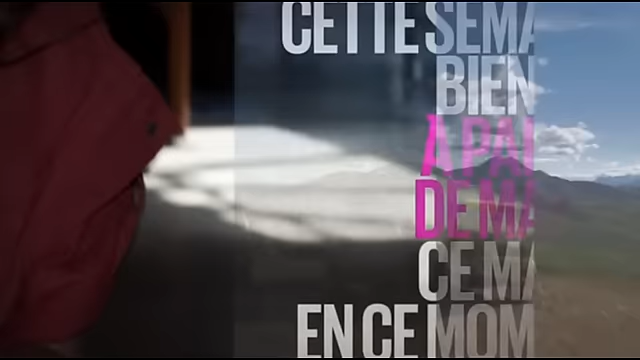 CETTE SEMA
BIEN
A PA
DE MA
CE MA
EN CE MOM